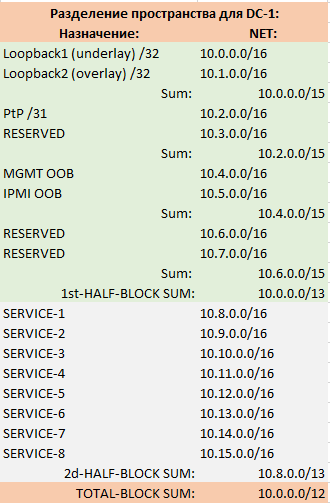 Разделение пространства для DC-1:
Назначение: NET:
Loopback1 (underlay) /32 10.0.0.0/16
Loopback2 (overlay) /32 10.1.0.0/16
Sum: 10.0.0.0/15
PtP /31 10.2.0.0/16
RESERVED 10.3.0.0/16
Sum: 10.2.0.0/15
MGMT OOB 10.4.0.0/16
IPMI OOB 10.5.0.0/16
Sum: 10.4.0.0/15
RESERVED 10.6.0.0/16
RESERVED 10.7.0.0/16
Sum: 10.6.0.0/15
1st-HALF-BLOCK SUM: 10.0.0.0/13
SERVICE-1 10.8.0.0/16
SERVICE-2 10.9.0.0/16
SERVICE-3 10.10.0.0/16
SERVICE-4 10.11.0.0/16
SERVICE-5 10.12.0.0/16
SERVICE-6 10.13.0.0/16
SERVICE-7 10.14.0.0/16
SERVICE-8 10.15.0.0/16
2d-HALF-BLOCK SUM: 10.8.0.0/13
TOTAL-BLOCK SUM: 10.0.0.0/12